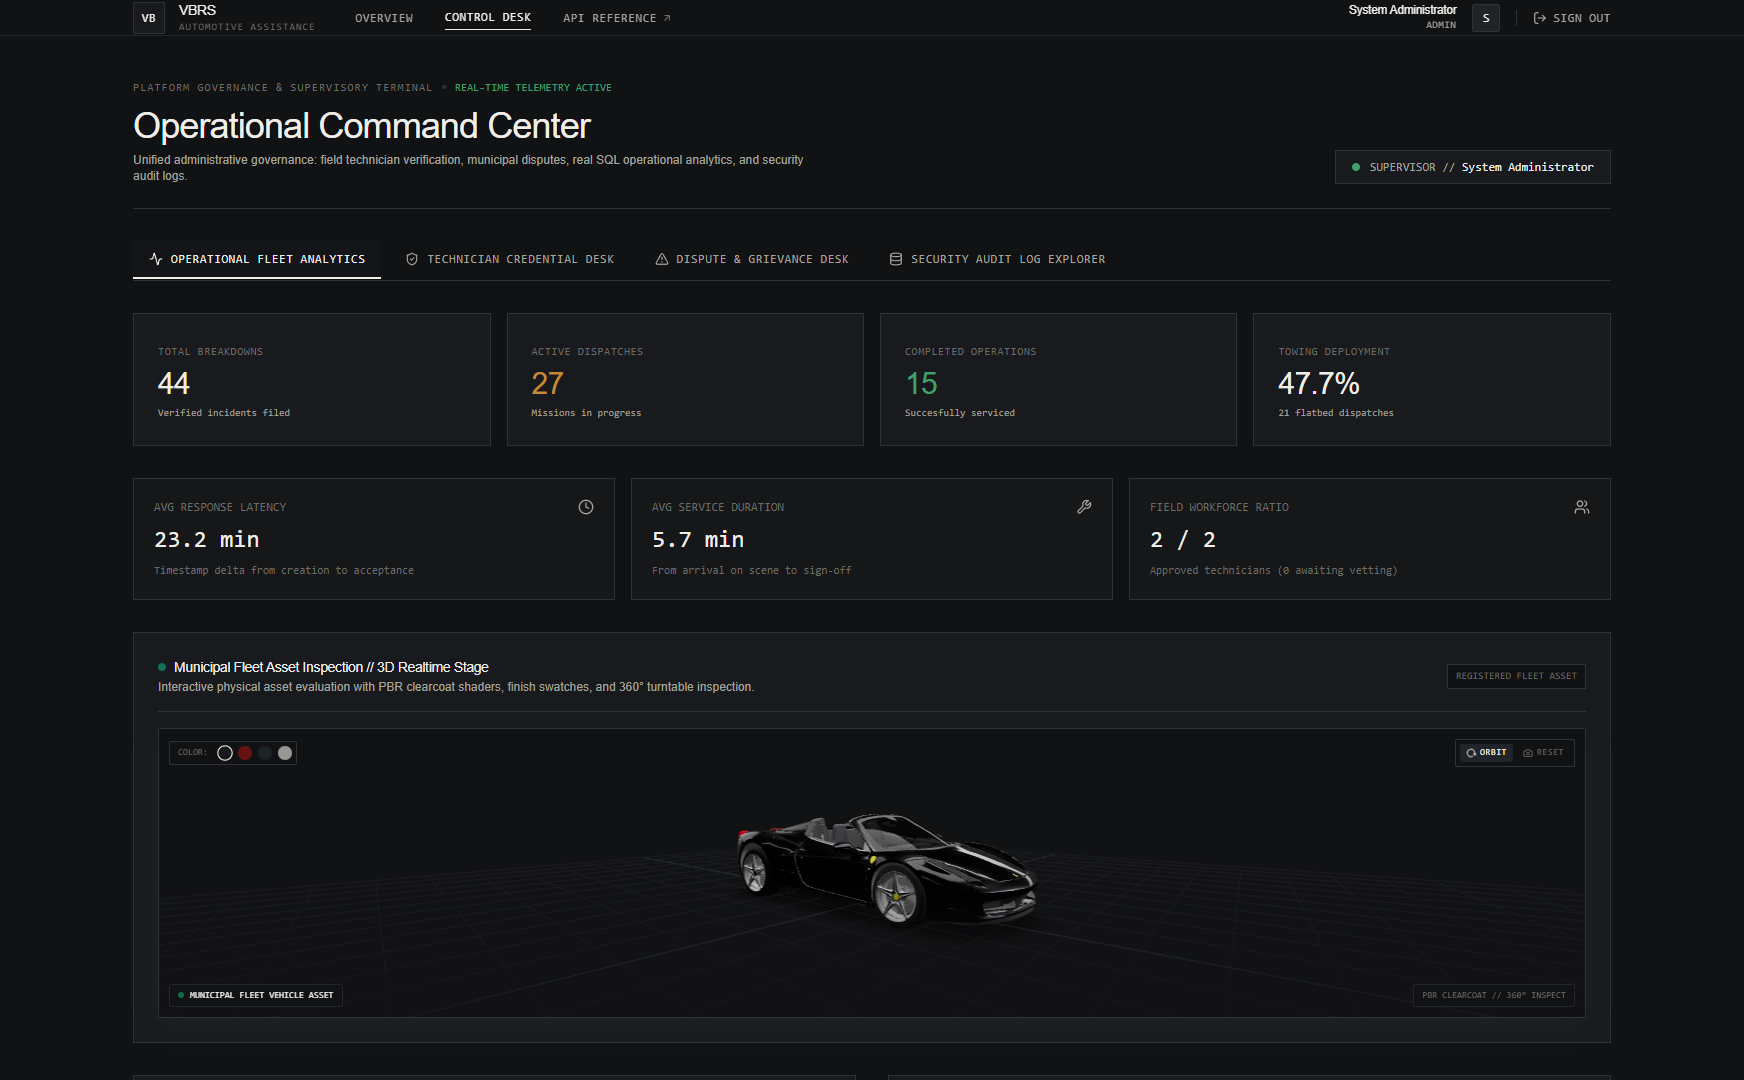 VB
VBRS
AUTOMOTIVE ASSISTANCE
OVERVIEW
CONTROL DESK
API REFERENCE ↗
System Administrator
ADMIN
S
SIGN OUT
PLATFORM GOVERNANCE & SUPERVISORY TERMINAL • REAL-TIME TELEMETRY ACTIVE
Operational Command Center
Unified administrative governance: field technician verification, municipal disputes, real SQL operational analytics, and security
audit logs.
SUPERVISOR // System Administrator
OPERATIONAL FLEET ANALYTICS
TECHNICIAN CREDENTIAL DESK
DISPUTE & GRIEVANCE DESK
SECURITY AUDIT LOG EXPLORER
TOTAL BREAKDOWNS
44
Verified incidents filed
ACTIVE DISPATCHES
27
Missions in progress
COMPLETED OPERATIONS
15
Succesfully serviced
TOWING DEPLOYMENT
47.7%
21 flatbed dispatches
AVG RESPONSE LATENCY
23.2 min
Timestamp delta from creation to acceptance
AVG SERVICE DURATION
5.7 min
From arrival on scene to sign-off
FIELD WORKFORCE RATIO
2 / 2
Approved technicians (0 awaiting vetting)
Municipal Fleet Asset Inspection // 3D Realtime Stage
Interactive physical asset evaluation with PBR clearcoat shaders, finish swatches, and 360° turntable inspection.
REGISTERED FLEET ASSET
COLOR:
ORBIT
RESET
MUNICIPAL FLEET VEHICLE ASSET
PBR CLEARCOAT // 360° INSPECT